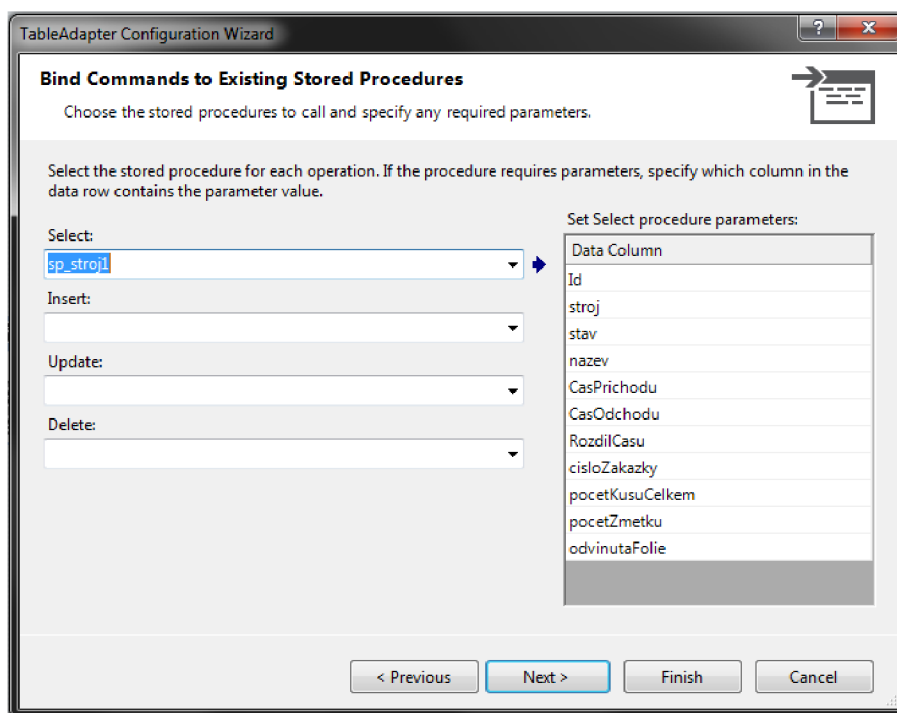 TableAdapter Configuration Wizard
?
Bind Commands to Existing Stored Procedures
Choose the stored procedures to call and specify any required parameters.
Select the stored procedure for each operation. If the procedure requires parameters, specify which column in the
data row contains the parameter value.
Select:
sp_stroj1
Insert:
Update:
Delete:
Set Select procedure parameters:
Data Column
Id
stroj
stav
nazev
CasPrichodu
CasOdchodu
RozdilCasu
cisloZakazky
pocetKusuCelkem
pocetZmetku
odvinutaFolie
< Previous
Next >
Finish
Cancel